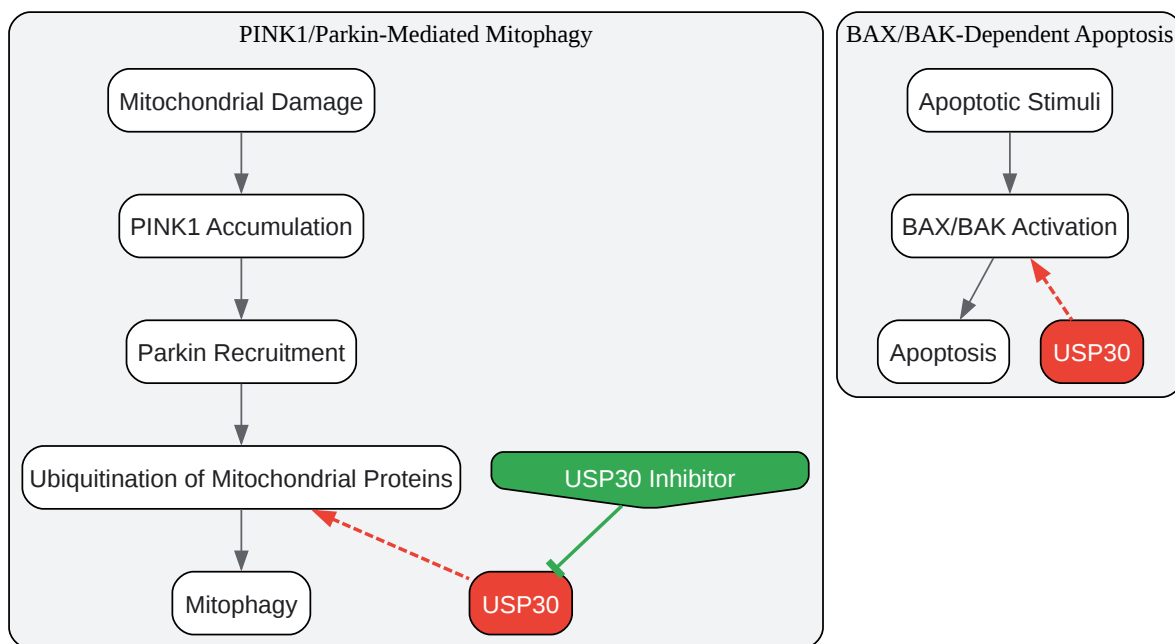 PINK1/Parkin-Mediated Mitophagy
Mitochondrial Damage
PINK1 Accumulation
Parkin Recruitment
Ubiquitination of Mitochondrial Proteins
USP30 Inhibitor
Mitophagy
USP30
BAX/BAK-Dependent Apoptosis
Apoptotic Stimuli
BAX/BAK Activation
Apoptosis
USP30